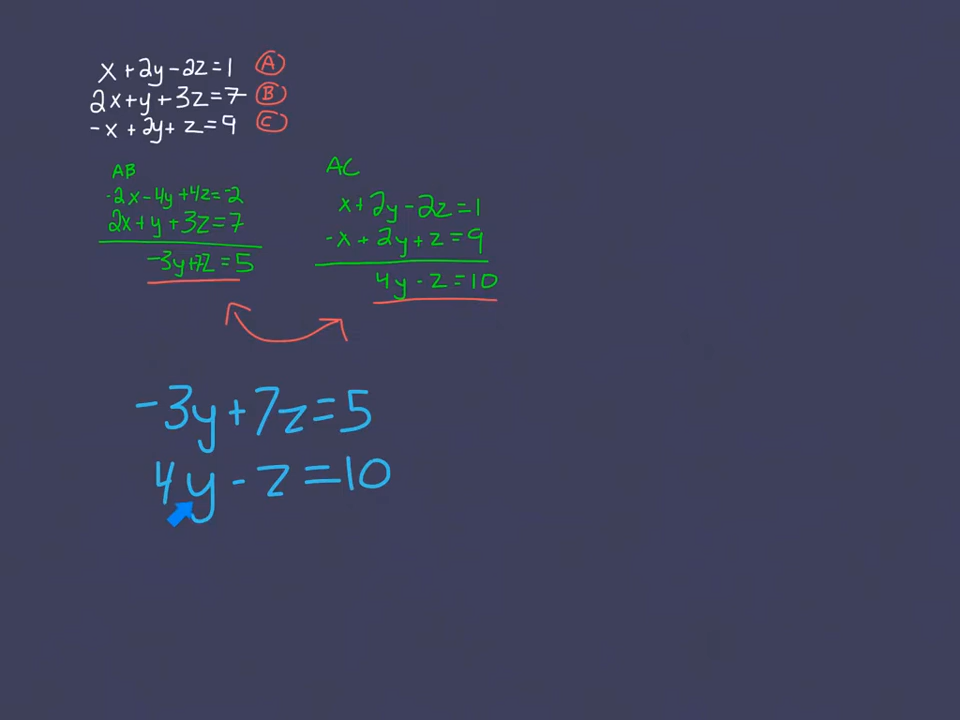 x+2y-2z=1 A
2x+y+3z=7 B
-x+2y+z=9 C
AB
-2x-4y+4z=-2
2x+y+3z=7
-3y+7z=5
AC
x+2y-2z=1
-x+2y+z=9
4y-z=10
-3y+7z=5
4y-z=10